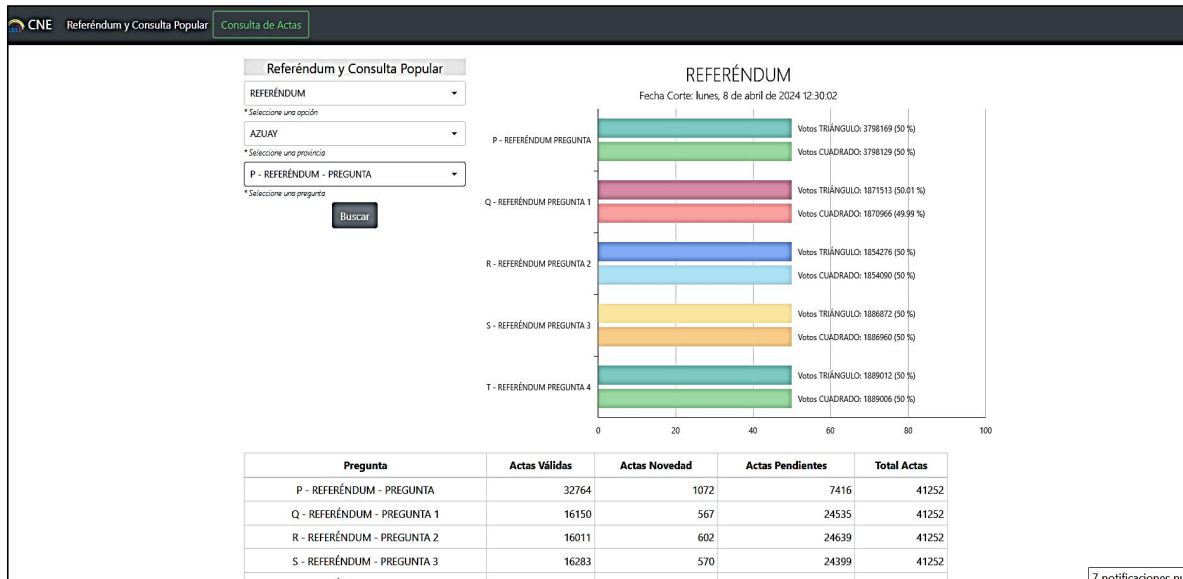 CNE Referéndum y Consulta Popular Consulta de Actas
Referéndum y Consulta Popular
REFERÉNDUM
* Seleccione una opción
AZUAY
* Seleccione una provincia
P - REFERÉNDUM - PREGUNTA
* Seleccione una pregunta
Buscar
REFERÉNDUM
Fecha Corte: lunes, 8 de abril de 2024 12:30:02
P - REFERÉNDUM PREGUNTA
Votos TRIÁNGULO: 3798169 (50 %)
Votos CUADRADO: 3798129 (50 %)
Q - REFERÉNDUM PREGUNTA 1
Votos TRIÁNGULO: 1871513 (50.01 %)
Votos CUADRADO: 1870966 (49.99 %)
R - REFERÉNDUM PREGUNTA 2
Votos TRIÁNGULO: 1854276 (50 %)
Votos CUADRADO: 1854090 (50 %)
S - REFERÉNDUM PREGUNTA 3
Votos TRIÁNGULO: 1886872 (50 %)
Votos CUADRADO: 1886960 (50 %)
T - REFERÉNDUM PREGUNTA 4
Votos TRIÁNGULO: 1889012 (50 %)
Votos CUADRADO: 1889006 (50 %)
0 20 40 60 80 100
Pregunta Actas Válidas Actas Novedad Actas Pendientes Total Actas
P - REFERÉNDUM - PREGUNTA 32764 1072 7416 41252
Q - REFERÉNDUM - PREGUNTA 1 16150 567 24535 41252
R - REFERÉNDUM - PREGUNTA 2 16011 602 24639 41252
S - REFERÉNDUM - PREGUNTA 3 16283 570 24399 41252
7 notificaciones